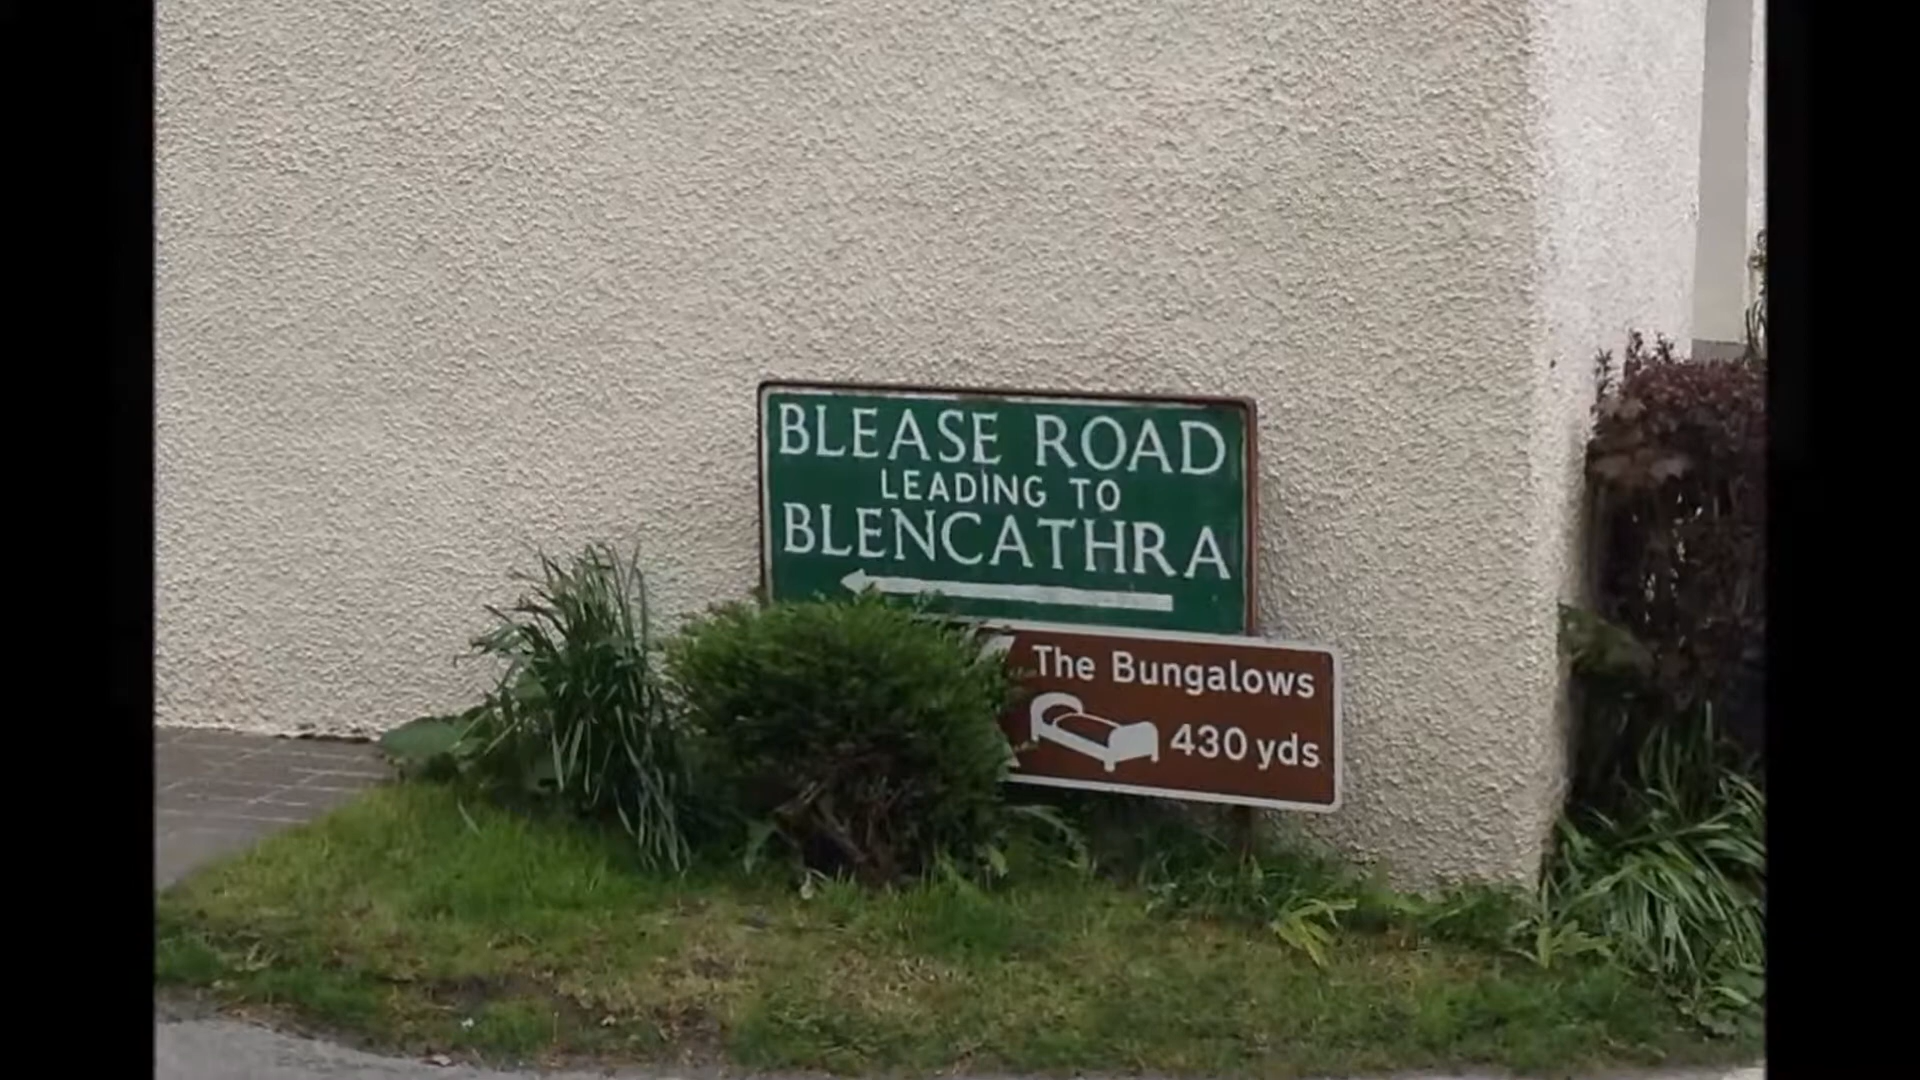 BLEASE ROAD
LEADING TO
BLENCATHRA
The Bungalows
430 yds